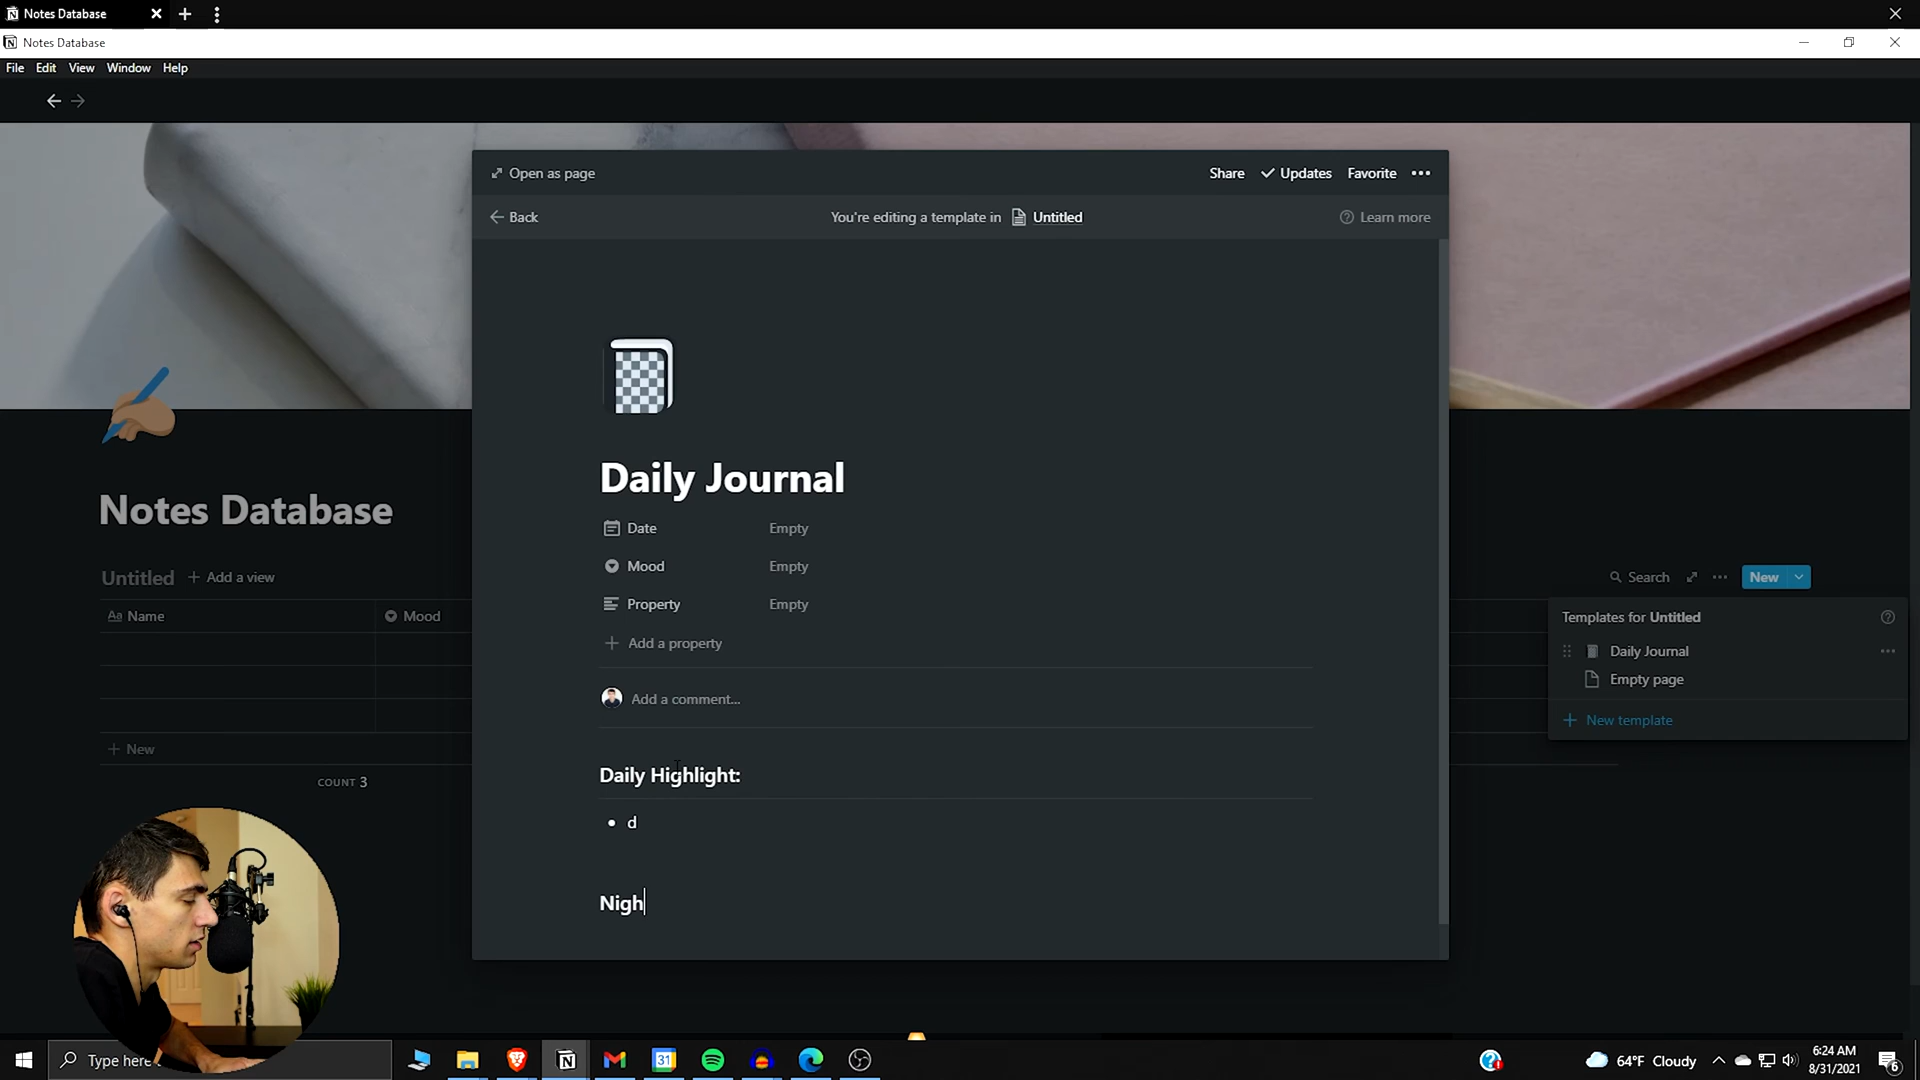 Notes Database
Notes Database
File Edit View Window Help
Open as page
Share Updates Favorite
Back
You're editing a template in Untitled
Learn more
Daily Journal
Date Empty
Mood Empty
Property Empty
Add a property
Add a comment...
Daily Highlight:
d
Nigh
Notes Database
Untitled Add a view
Aa Name Mood
New
COUNT 3
Search New
Templates for Untitled
Daily Journal
Empty page
New template
Type here
31
64°F Cloudy
6:24 AM
8/31/2021
6